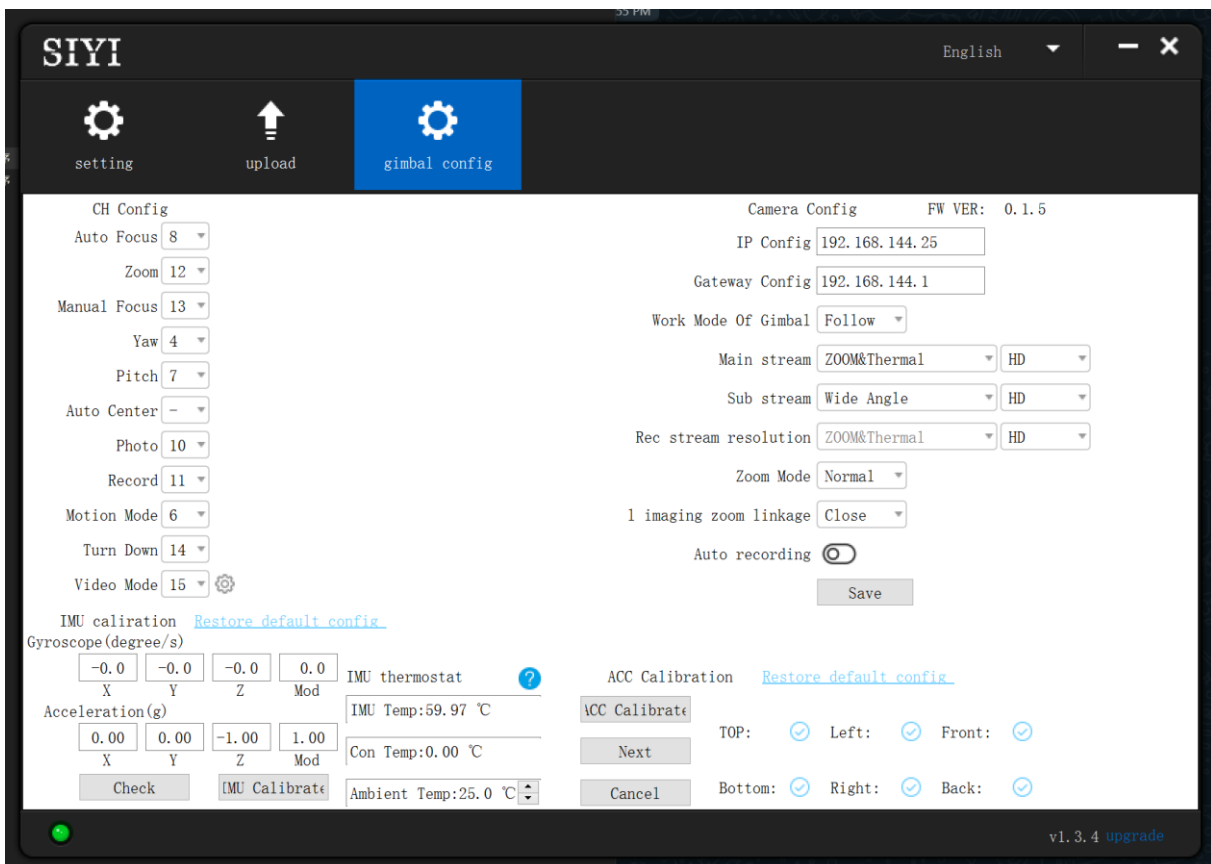 55 PM
SIYI
English
setting
upload
gimbal config
CH Config
Auto Focus 8
Zoom 12
Manual Focus 13
Yaw 4
Pitch 7
Auto Center -
Photo 10
Record 11
Motion Mode 6
Turn Down 14
Video Mode 15
Camera Config FW VER: 0.1.5
IP Config 192.168.144.25
Gateway Config 192.168.144.1
Work Mode Of Gimbal Follow
Main stream ZOOM&Thermal HD
Sub stream Wide Angle HD
Rec stream resolution ZOOM&Thermal HD
Zoom Mode Normal
l imaging zoom linkage Close
Auto recording
Save
IMU caliration Restore default config
Gyroscope(degree/s)
-0.0 -0.0 -0.0 0.0
X Y Z Mod
Acceleration(g)
0.00 0.00 -1.00 1.00
X Y Z Mod
Check IMU Calibrate
IMU thermostat ?
IMU Temp:59.97 ℃
Con Temp:0.00 ℃
Ambient Temp:25.0 ℃
ACC Calibration Restore default config
ACC Calibrate
Next
Cancel
TOP: Left: Front:
Bottom: Right: Back:
v1.3.4 upgrade